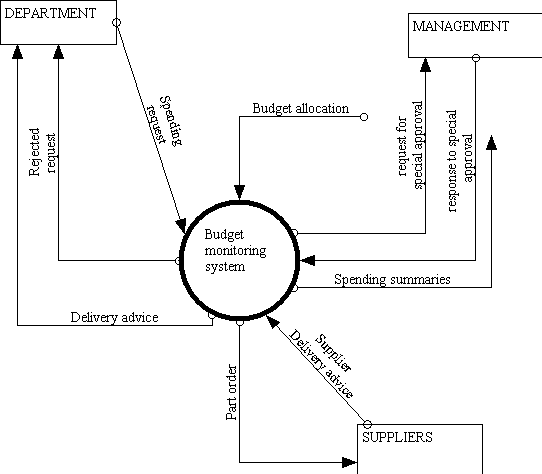 DEPARTMENT
MANAGEMENT
Spending
request
Budget allocation
Rejected
request
request for
special approval
response to special
approval
Budget
monitoring
system
Spending summaries
Delivery advice
Supplier
Delivery advice
Part order
SUPPLIERS